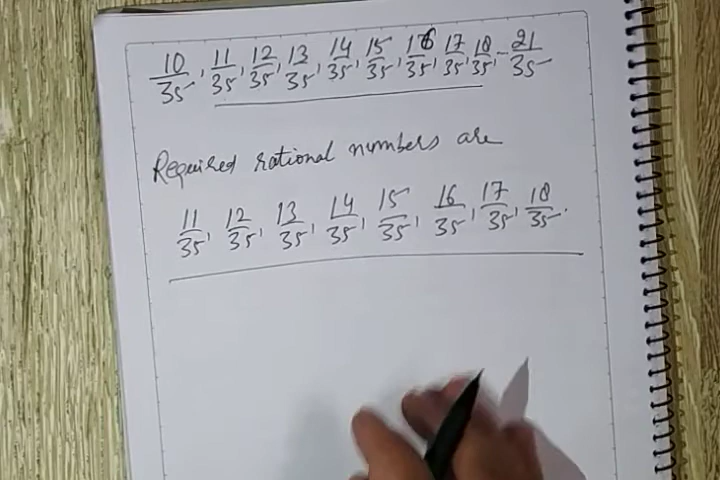 10/35, 11/35, 12/35, 13/35, 14/35, 15/35, 16/35, 17/35, 18/35, - 21/35
Required rational numbers are
11/35, 12/35, 13/35, 14/35, 15/35, 16/35, 17/35, 18/35.